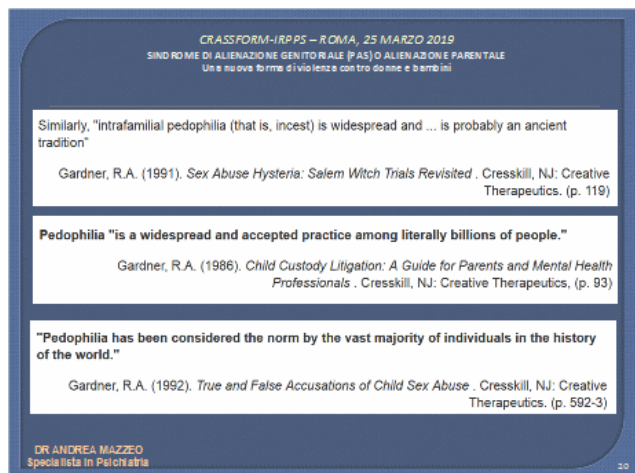 CRASSFORM-IRPPS – ROMA, 25 MARZO 2019
SINDROME DI ALIENAZIONE GENITORIALE (PAS) O ALIENAZIONE PARENTALE
Una nuova forma di violenza contro donne e bambini
Similarly, "intrafamilial pedophilia (that is, incest) is widespread and ... is probably an ancient
tradition"
Gardner, R.A. (1991). Sex Abuse Hysteria: Salem Witch Trials Revisited . Cresskill, NJ: Creative
Therapeutics. (p. 119)
Pedophilia "is a widespread and accepted practice among literally billions of people."
Gardner, R.A. (1986). Child Custody Litigation: A Guide for Parents and Mental Health
Professionals . Cresskill, NJ: Creative Therapeutics, (p. 93)
"Pedophilia has been considered the norm by the vast majority of individuals in the history
of the world."
Gardner, R.A. (1992). True and False Accusations of Child Sex Abuse . Cresskill, NJ: Creative
Therapeutics. (p. 592-3)
DR ANDREA MAZZEO
Specialista in Psichiatria
20